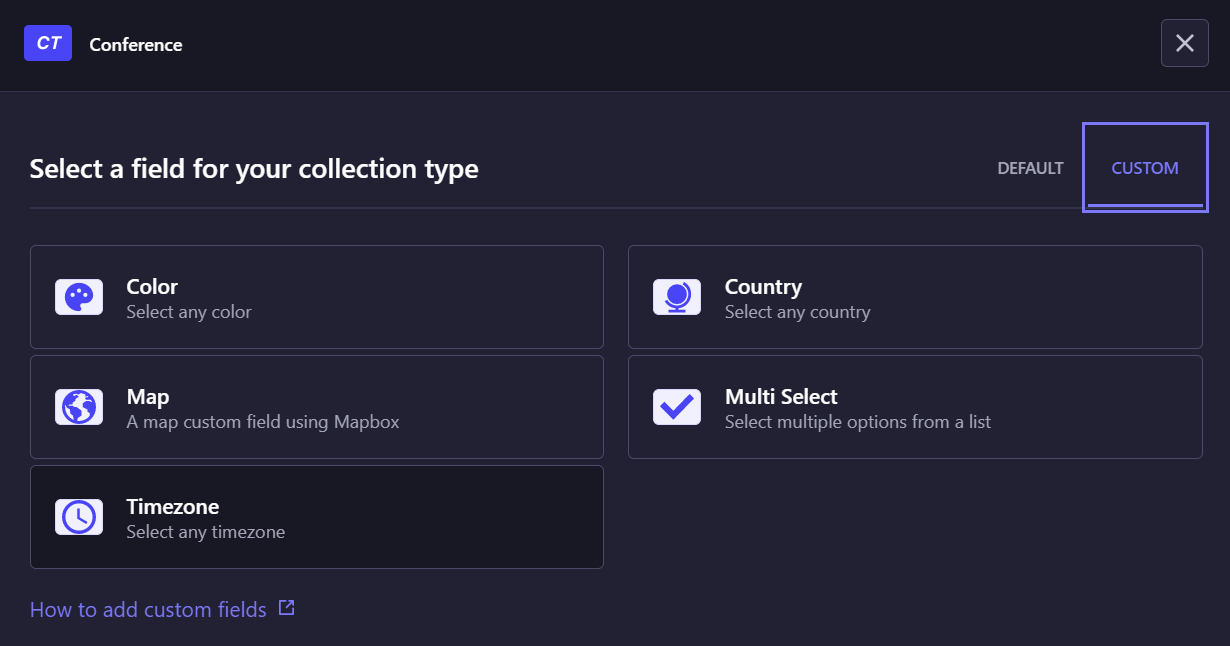 CT Conference
Select a field for your collection type
DEFAULT CUSTOM
Color
Select any color
Country
Select any country
Map
A map custom field using Mapbox
Multi Select
Select multiple options from a list
Timezone
Select any timezone
How to add custom fields